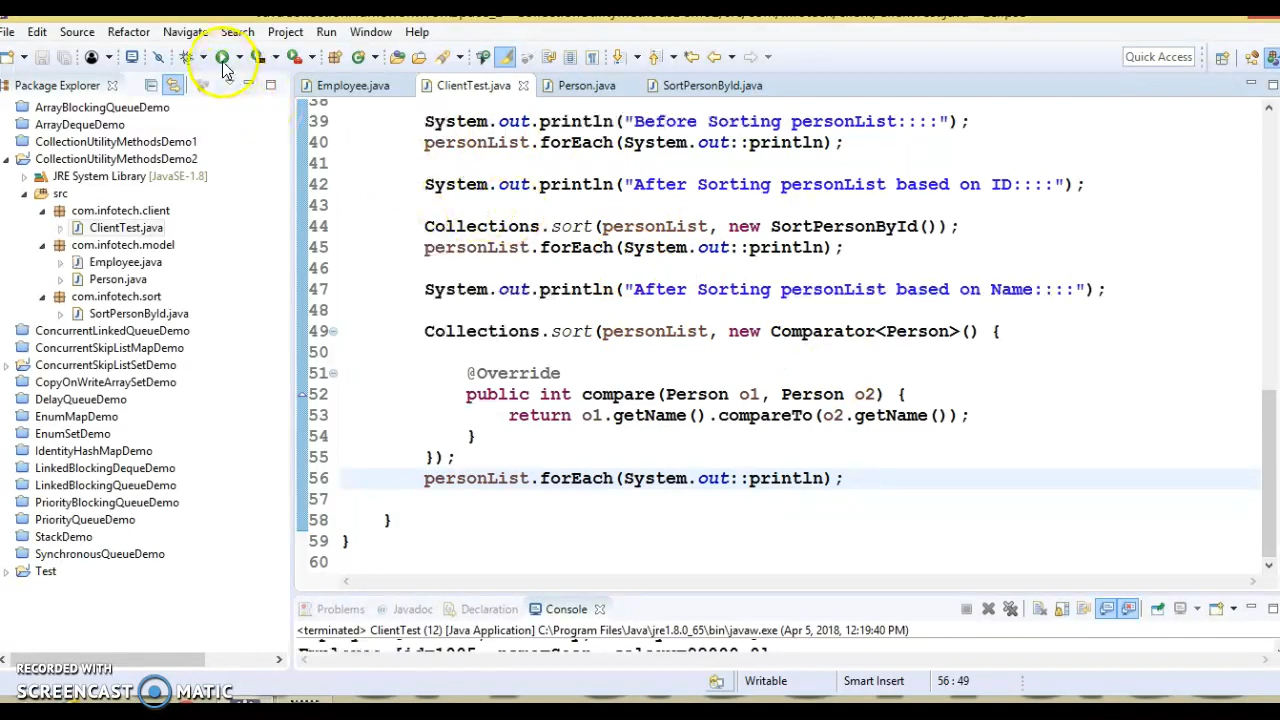 File Edit Source Refactor Navigate Search Project Run Window Help
Quick Access
Package Explorer
Employee.java ClientTest.java Person.java SortPersonById.java
ArrayBlockingQueueDemo
ArrayDequeDemo
CollectionUtilityMethodsDemo1
CollectionUtilityMethodsDemo2
JRE System Library [JavaSE-1.8]
src
com.infotech.client
ClientTest.java
com.infotech.model
Employee.java
Person.java
com.infotech.sort
SortPersonById.java
ConcurrentLinkedQueueDemo
ConcurrentSkipListMapDemo
ConcurrentSkipListSetDemo
CopyOnWriteArraySetDemo
DelayQueueDemo
EnumMapDemo
EnumSetDemo
IdentityHashMapDemo
LinkedBlockingDequeDemo
LinkedBlockingQueueDemo
PriorityBlockingQueueDemo
PriorityQueueDemo
StackDemo
SynchronousQueueDemo
Test
38
39 System.out.println("Before Sorting personList::::");
40 personList.forEach(System.out::println);
41
42 System.out.println("After Sorting personList based on ID::::");
43
44 Collections.sort(personList, new SortPersonById());
45 personList.forEach(System.out::println);
46
47 System.out.println("After Sorting personList based on Name::::");
48
49 Collections.sort(personList, new Comparator<Person>() {
50
51 @Override
52 public int compare(Person o1, Person o2) {
53 return o1.getName().compareTo(o2.getName());
54 }
55 });
56 personList.forEach(System.out::println);
57
58 }
59 }
60
Problems Javadoc Declaration Console
<terminated> ClientTest (12) [Java Application] C:\Program Files\Java\jre1.8.0_65\bin\javaw.exe (Apr 5, 2018, 12:19:40 PM)
RECORDED WITH
SCREENCAST MATIC
Writable Smart Insert 56 : 49